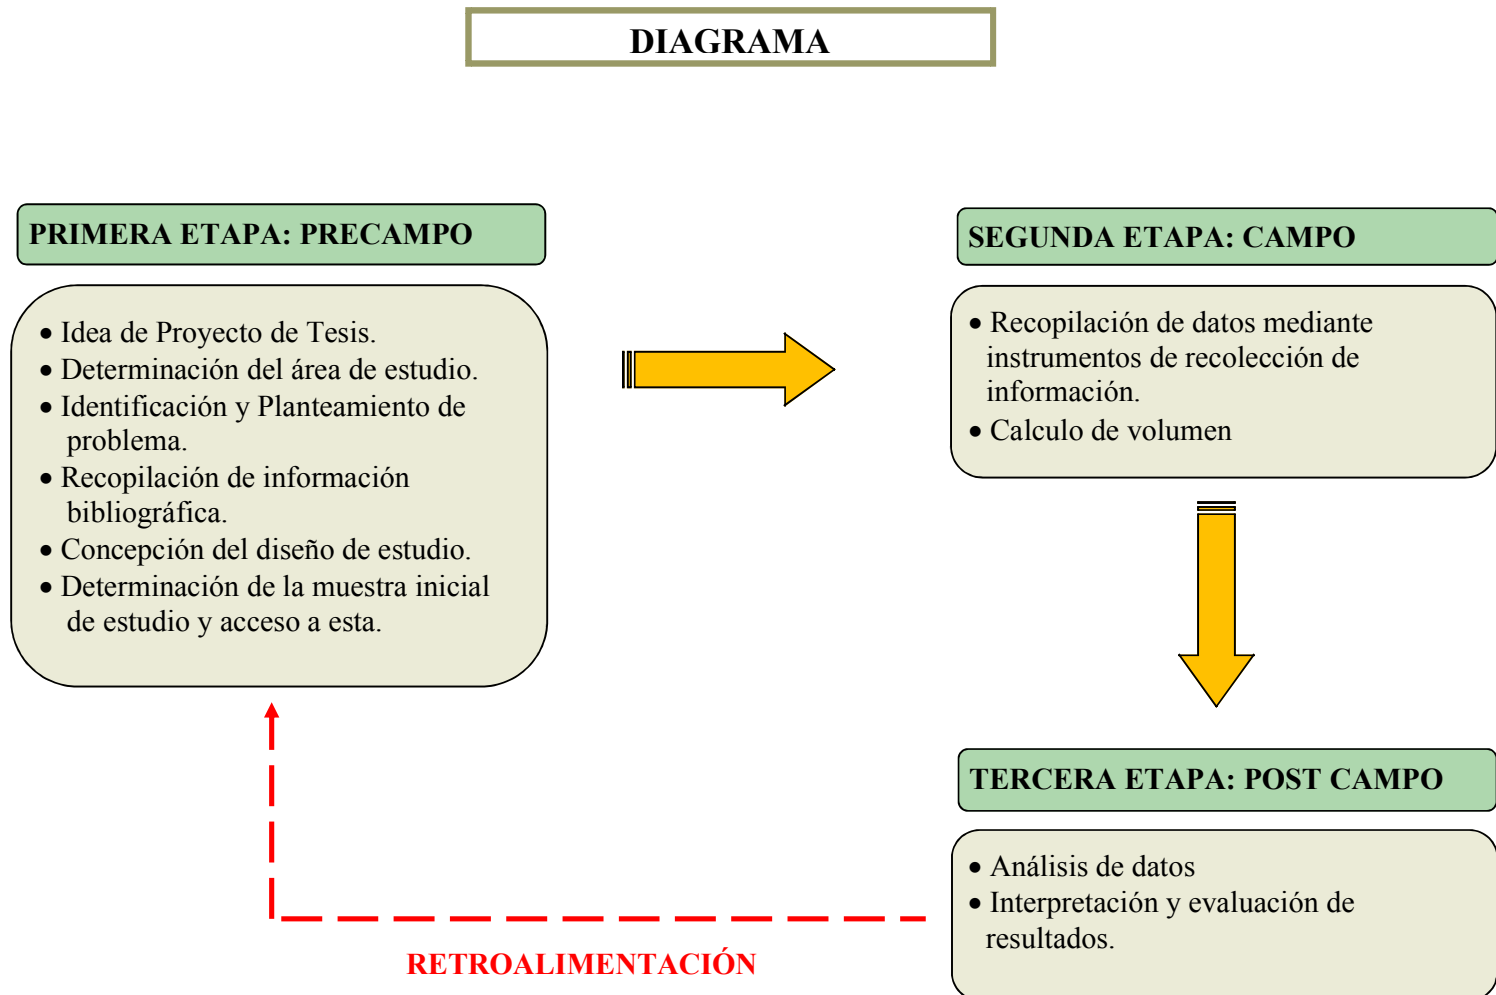 DIAGRAMA
PRIMERA ETAPA: PRECAMPO
• Idea de Proyecto de Tesis.
• Determinación del área de estudio.
• Identificación y Planteamiento de
problema.
• Recopilación de información
bibliográfica.
• Concepción del diseño de estudio.
• Determinación de la muestra inicial
de estudio y acceso a esta.
SEGUNDA ETAPA: CAMPO
• Recopilación de datos mediante
instrumentos de recolección de
información.
• Calculo de volumen
TERCERA ETAPA: POST CAMPO
• Análisis de datos
• Interpretación y evaluación de
resultados.
RETROALIMENTACIÓN